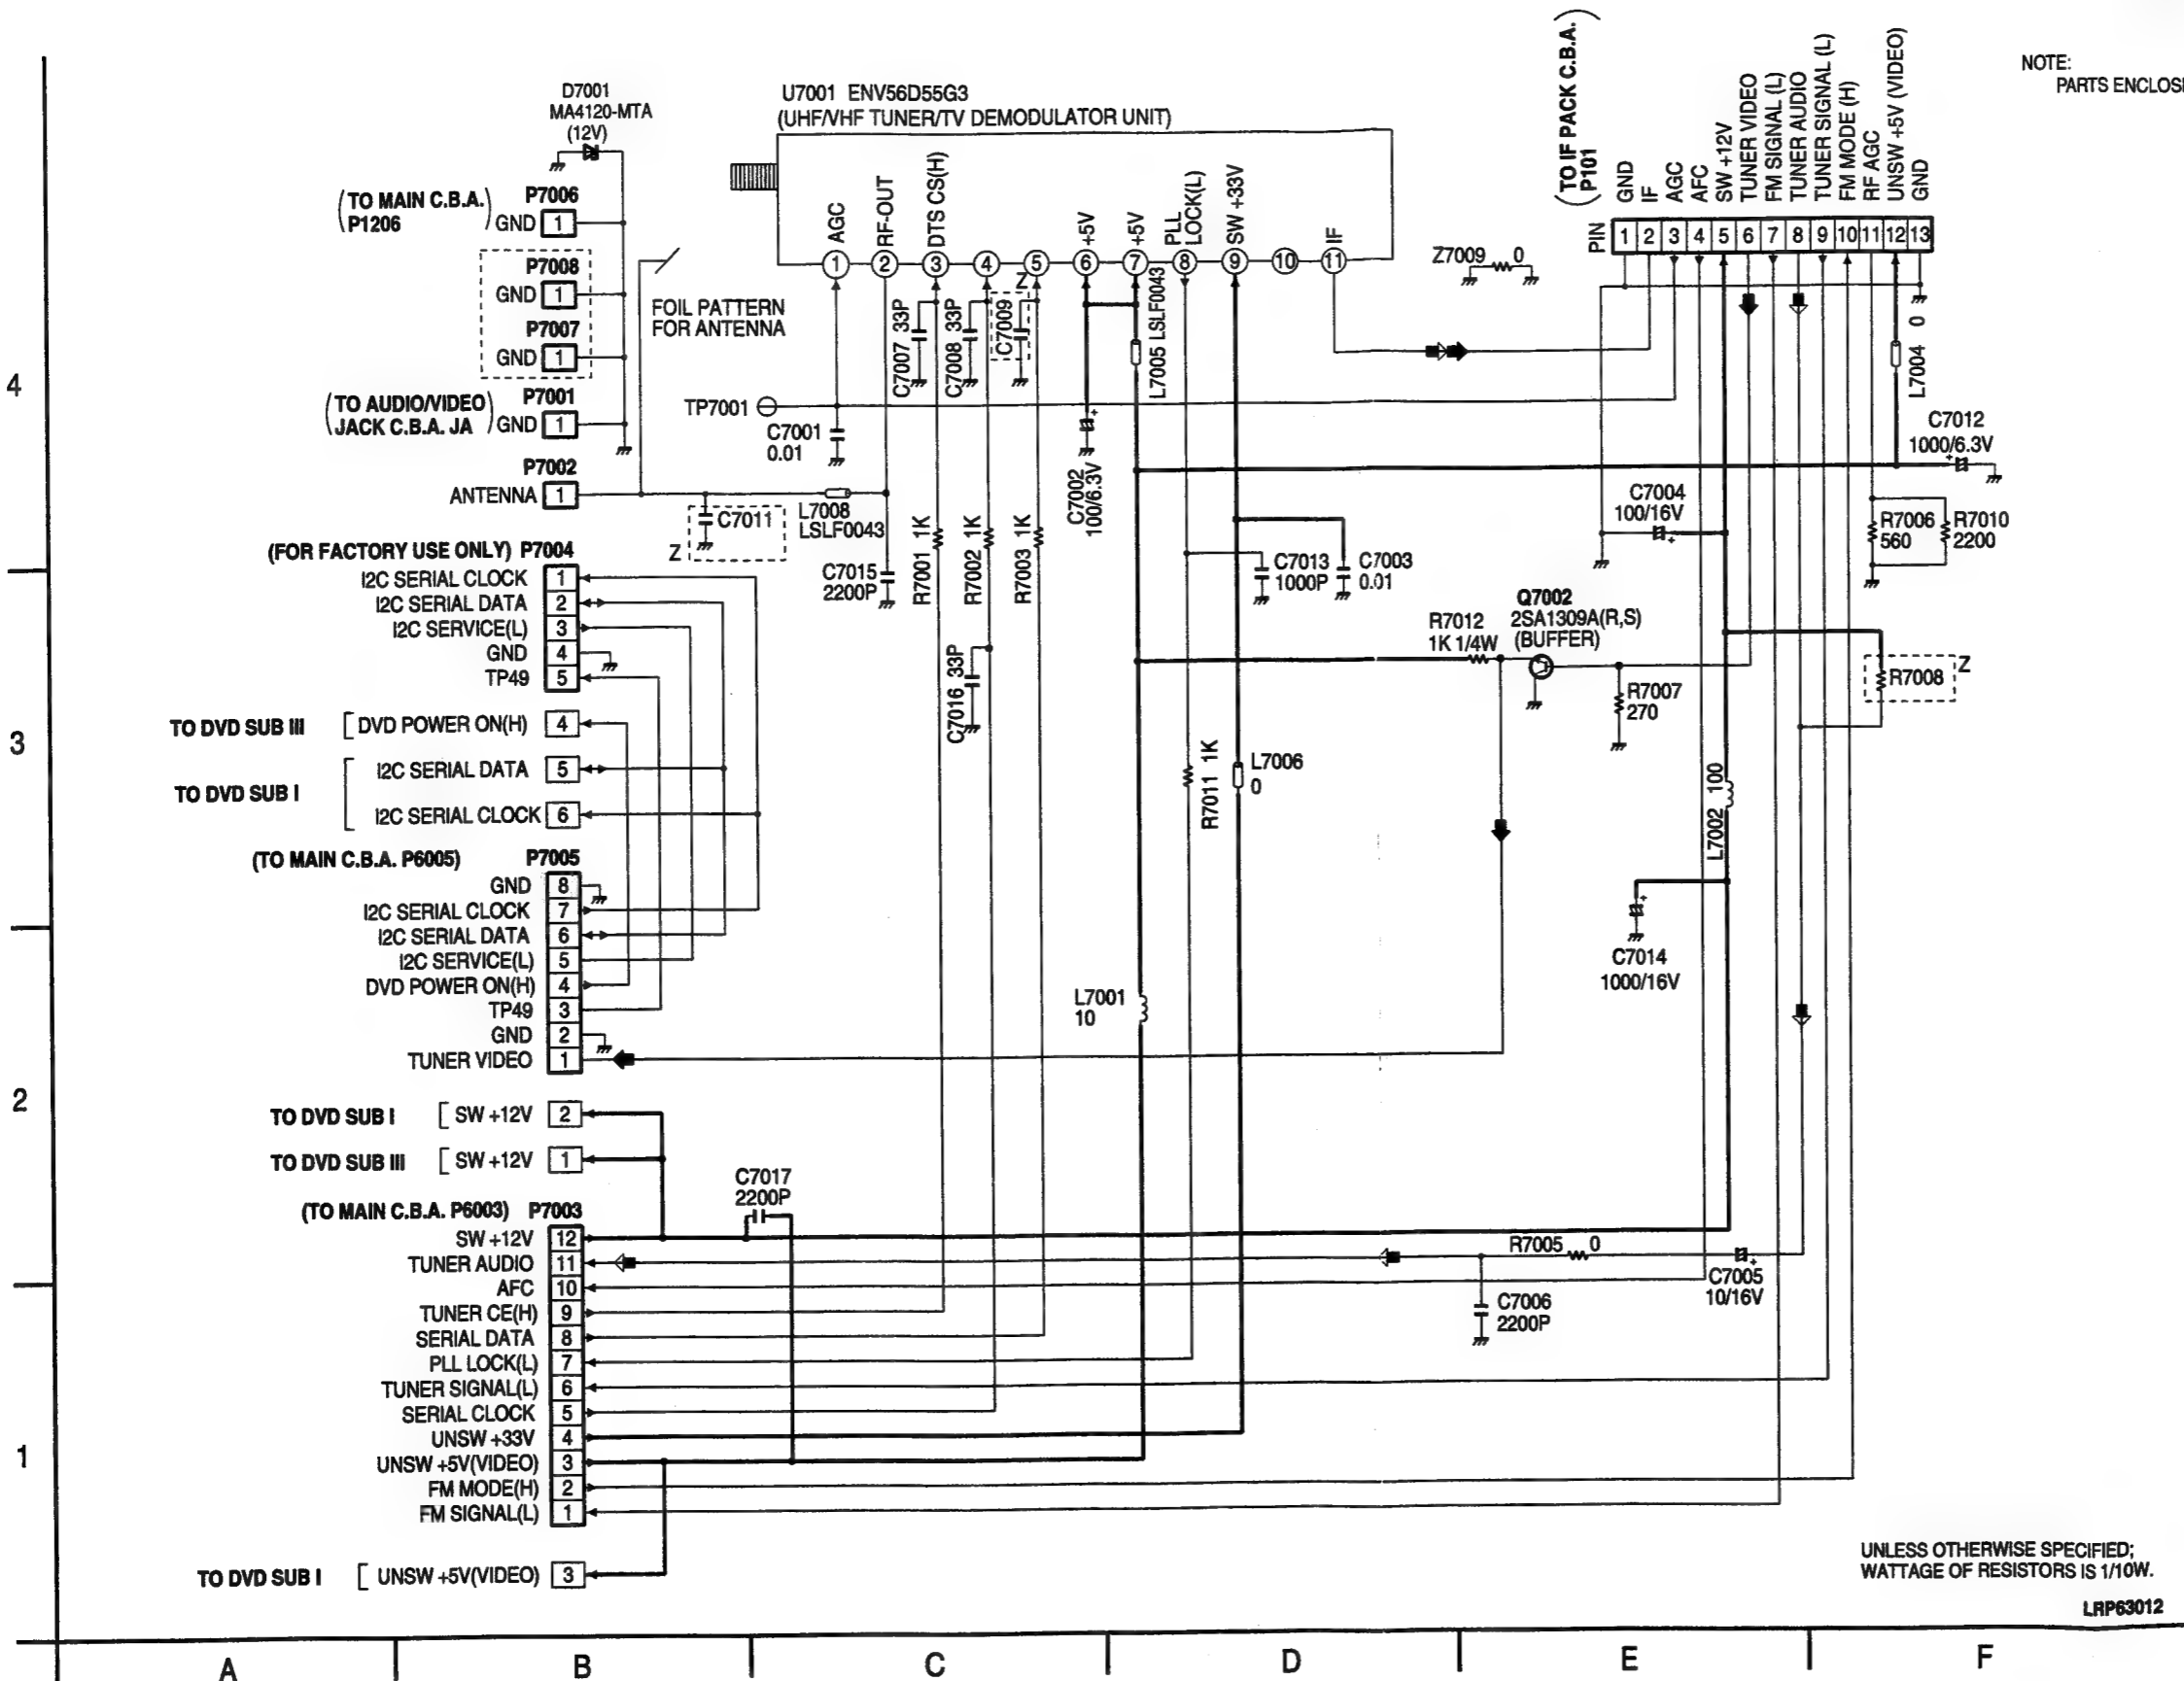 NOTE:
PARTS ENCLOS
D7001
MA4120-MTA
(12V)
U7001 ENV56D55G3
(UHF/VHF TUNER/TV DEMODULATOR UNIT)
(TO IF PACK C.B.A.)
P101
PIN
GND
IF
AGC
AFC
SW +12V
TUNER VIDEO
FM SIGNAL (L)
TUNER AUDIO
TUNER SIGNAL (L)
FM MODE (H)
RF AGC
UNSW +5V (VIDEO)
GND
1 2 3 4 5 6 7 8 9 10 11 12 13
(TO MAIN C.B.A.)
P1206
P7006
GND 1
P7008
GND 1
P7007
GND 1
(TO AUDIO/VIDEO
JACK C.B.A. JA)
P7001
GND 1
P7002
ANTENNA 1
FOIL PATTERN
FOR ANTENNA
AGC
RF-OUT
DTS CS(H)
+5V
+5V
PLL
LOCK(L)
SW +33V
IF
1 2 3 4 5 6 7 8 9 10 11
Z7009 0
C7007 33P
C7008 33P
Z
C7009
L7005 LSLF0043
L7004 0
TP7001
C7001
0.01
C7002
100/6.3V
C7012
1000/6.3V
C7004
100/16V
R7006
560
R7010
2200
C7011
Z
L7008
LSLF0043
C7015
2200P
R7001 1K
R7002 1K
R7003 1K
C7013
1000P
C7003
0.01
(FOR FACTORY USE ONLY) P7004
I2C SERIAL CLOCK 1
I2C SERIAL DATA 2
I2C SERVICE(L) 3
GND 4
TP49 5
C7016 33P
R7012
1K 1/4W
Q7002
2SA1309A(R,S)
(BUFFER)
R7007
270
R7008
Z
TO DVD SUB III [ DVD POWER ON(H) 4
TO DVD SUB I
I2C SERIAL DATA 5
I2C SERIAL CLOCK 6
R7011 1K
L7006
0
L7002 100
(TO MAIN C.B.A. P6005) P7005
GND 8
I2C SERIAL CLOCK 7
I2C SERIAL DATA 6
I2C SERVICE(L) 5
DVD POWER ON(H) 4
TP49 3
GND 2
TUNER VIDEO 1
C7014
1000/16V
L7001
10
TO DVD SUB I [ SW +12V 2
TO DVD SUB III [ SW +12V 1
C7017
2200P
(TO MAIN C.B.A. P6003) P7003
SW +12V 12
TUNER AUDIO 11
AFC 10
TUNER CE(H) 9
SERIAL DATA 8
PLL LOCK(L) 7
TUNER SIGNAL(L) 6
SERIAL CLOCK 5
UNSW +33V 4
UNSW +5V(VIDEO) 3
FM MODE(H) 2
FM SIGNAL(L) 1
R7005 0
C7005
10/16V
C7006
2200P
TO DVD SUB I [ UNSW +5V(VIDEO) 3
UNLESS OTHERWISE SPECIFIED;
WATTAGE OF RESISTORS IS 1/10W.
LRP63012
4
3
2
1
A B C D E F